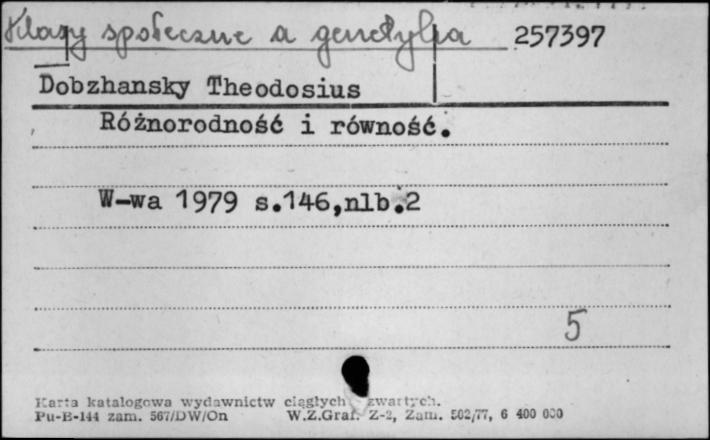 Klasy społeczne a genetyka 257397
Dobzhansky Theodosius
Różnorodność i równość.
W-wa 1979 s.146,nlb.2
5
Karta katalogowa wydawnictw ciągłych zwartych.
Pu-B-144 zam. 567/DW/On W.Z.Graf. Z-2, Zam. 502/77, 6 400 000